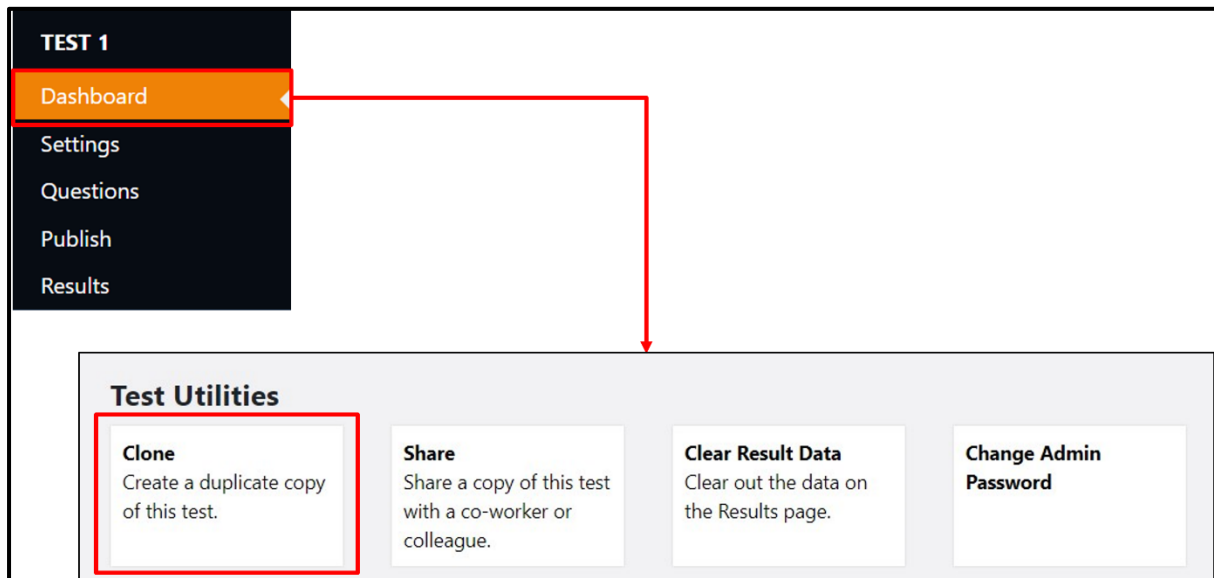 TEST 1
Dashboard
Settings
Questions
Publish
Results
Test Utilities
Clone
Create a duplicate copy
of this test.
Share
Share a copy of this test
with a co-worker or
colleague.
Clear Result Data
Clear out the data on
the Results page.
Change Admin
Password